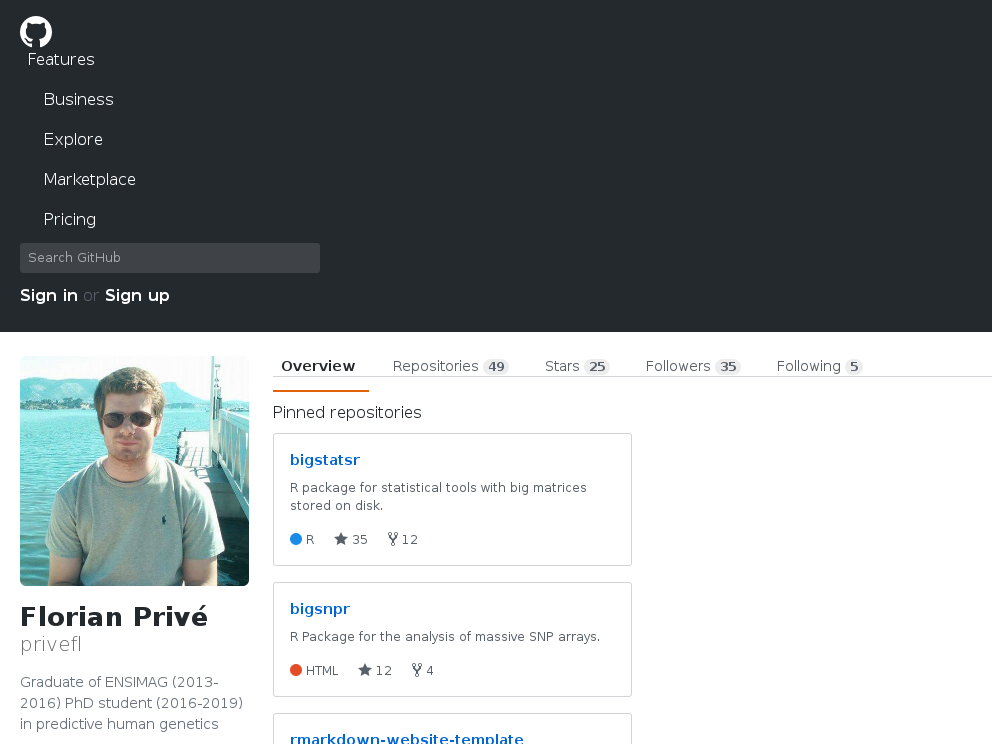 Features
Business
Explore
Marketplace
Pricing
Search GitHub
Sign in or Sign up
Overview Repositories 49 Stars 25 Followers 35 Following 5
Pinned repositories
bigstatsr
R package for statistical tools with big matrices
stored on disk.
R 35 12
bigsnpr
R Package for the analysis of massive SNP arrays.
HTML 12 4
rmarkdown-website-template
Florian Privé
privefl
Graduate of ENSIMAG (2013-
2016) PhD student (2016-2019)
in predictive human genetics